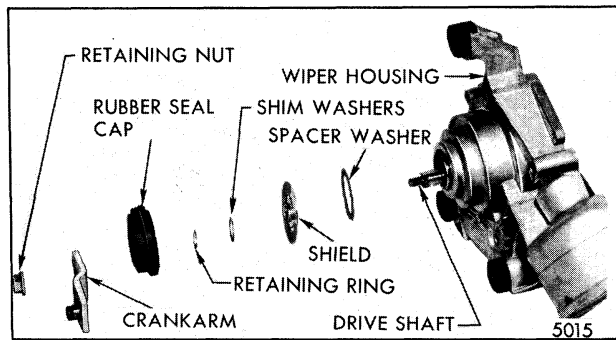 RETAINING NUT
WIPER HOUSING
RUBBER SEAL
CAP
SHIM WASHERS
SPACER WASHER
SHIELD
RETAINING RING
CRANKARM
DRIVE SHAFT
5015